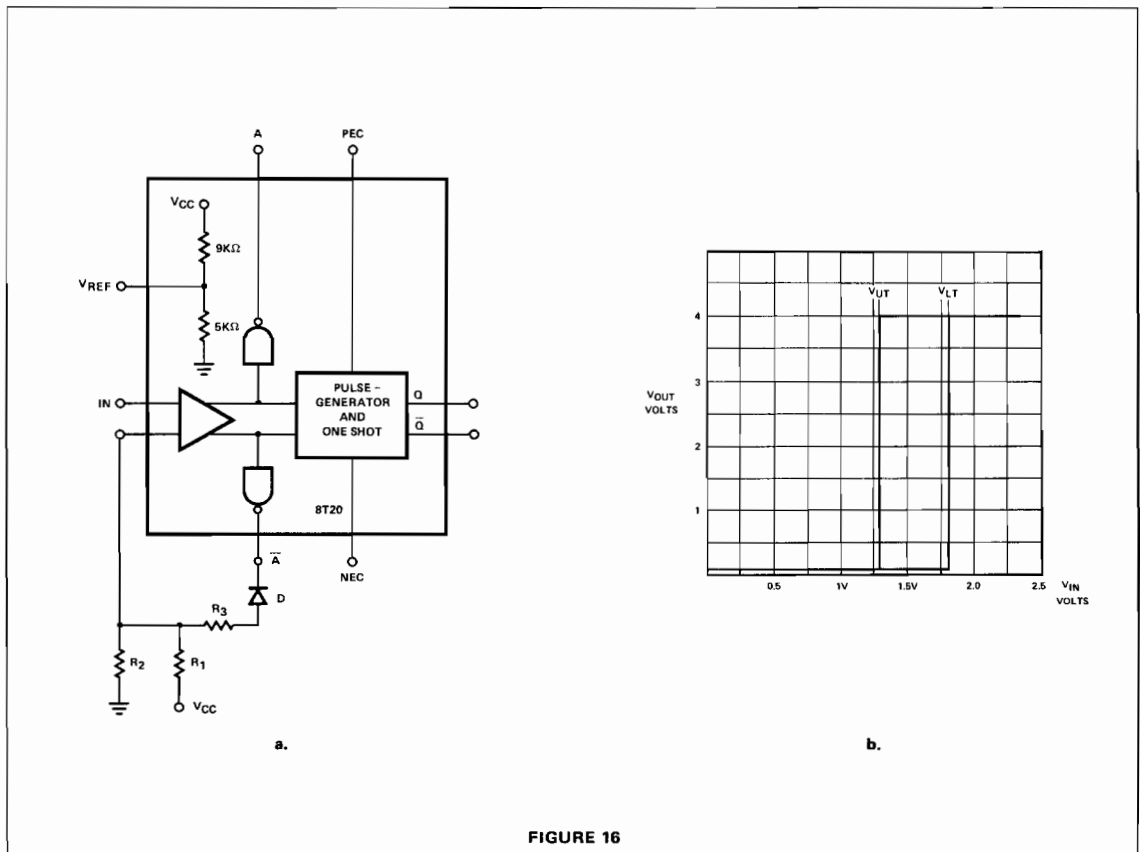 A
PEC
VCC
9KΩ
VREF
5KΩ
IN
PULSE –
GENERATOR
AND
ONE SHOT
Q
Q̅
8T20
A̅
NEC
D
R3
R2
R1
VCC
a.
VUT
VLT
4
3
2
1
VOUT
VOLTS
0.5
1V
1.5V
2.0
2.5
VIN
VOLTS
b.
FIGURE 16